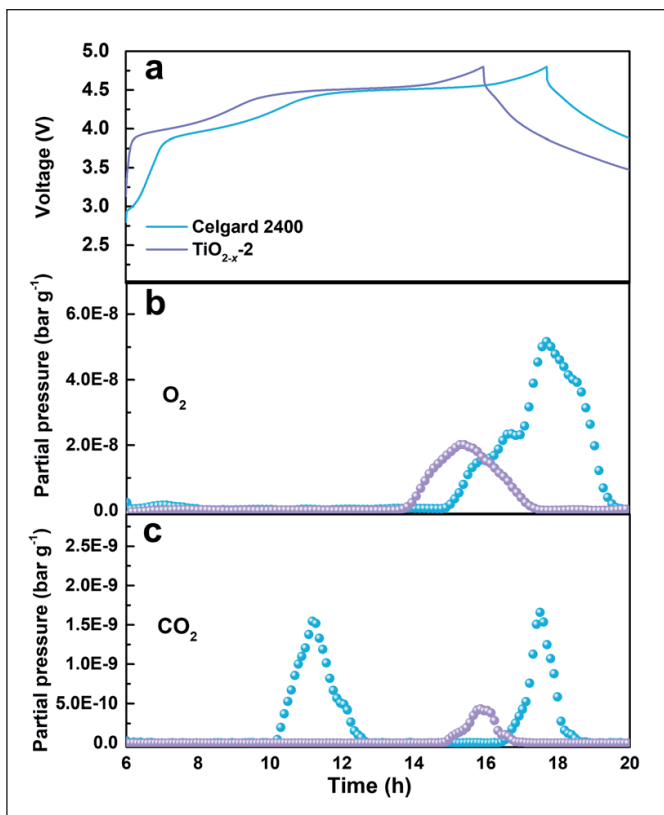 a
5.0
4.5
4.0
3.5
3.0
2.5
Voltage (V)
Celgard 2400
TiO₂₋ₓ-2
b
6.0E-8
4.0E-8
2.0E-8
0.0
Partial pressure (bar g⁻¹)
O₂
c
2.5E-9
2.0E-9
1.5E-9
1.0E-9
5.0E-10
0.0
Partial pressure (bar g⁻¹)
CO₂
6 8 10 12 14 16 18 20
Time (h)